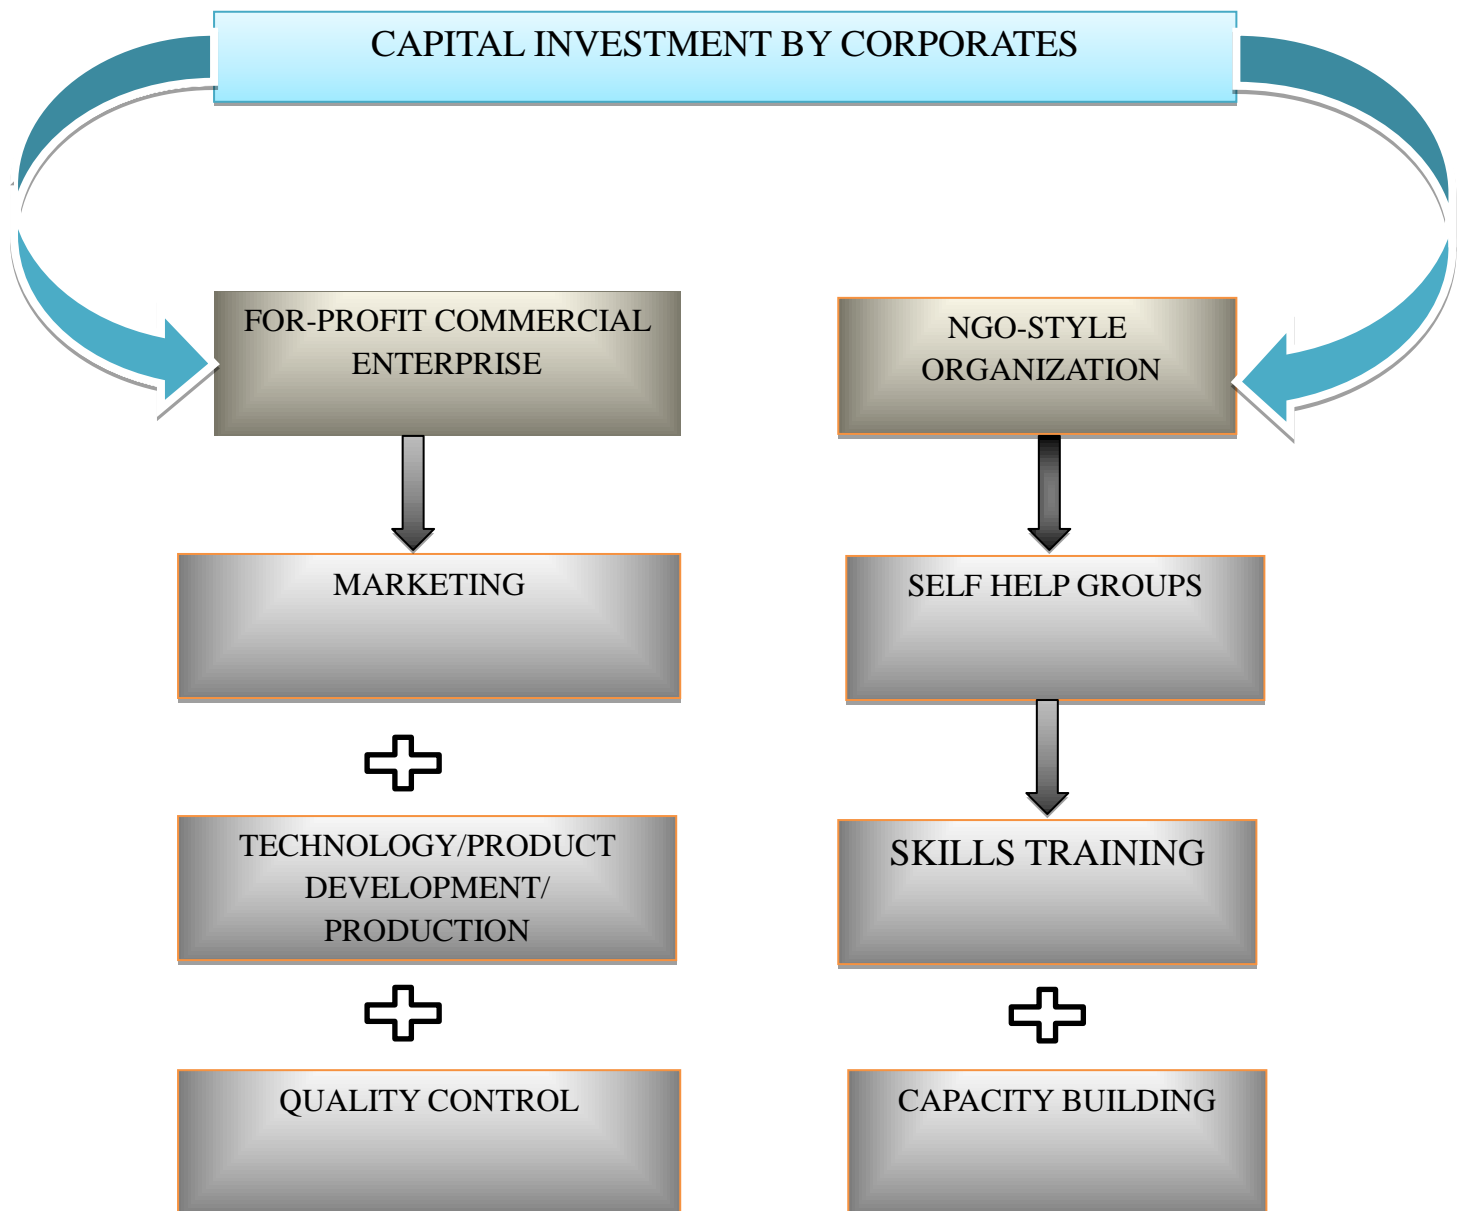 CAPITAL INVESTMENT BY CORPORATES
FOR-PROFIT COMMERCIAL
ENTERPRISE
NGO-STYLE
ORGANIZATION
MARKETING
SELF HELP GROUPS
TECHNOLOGY/PRODUCT
DEVELOPMENT/
PRODUCTION
SKILLS TRAINING
QUALITY CONTROL
CAPACITY BUILDING